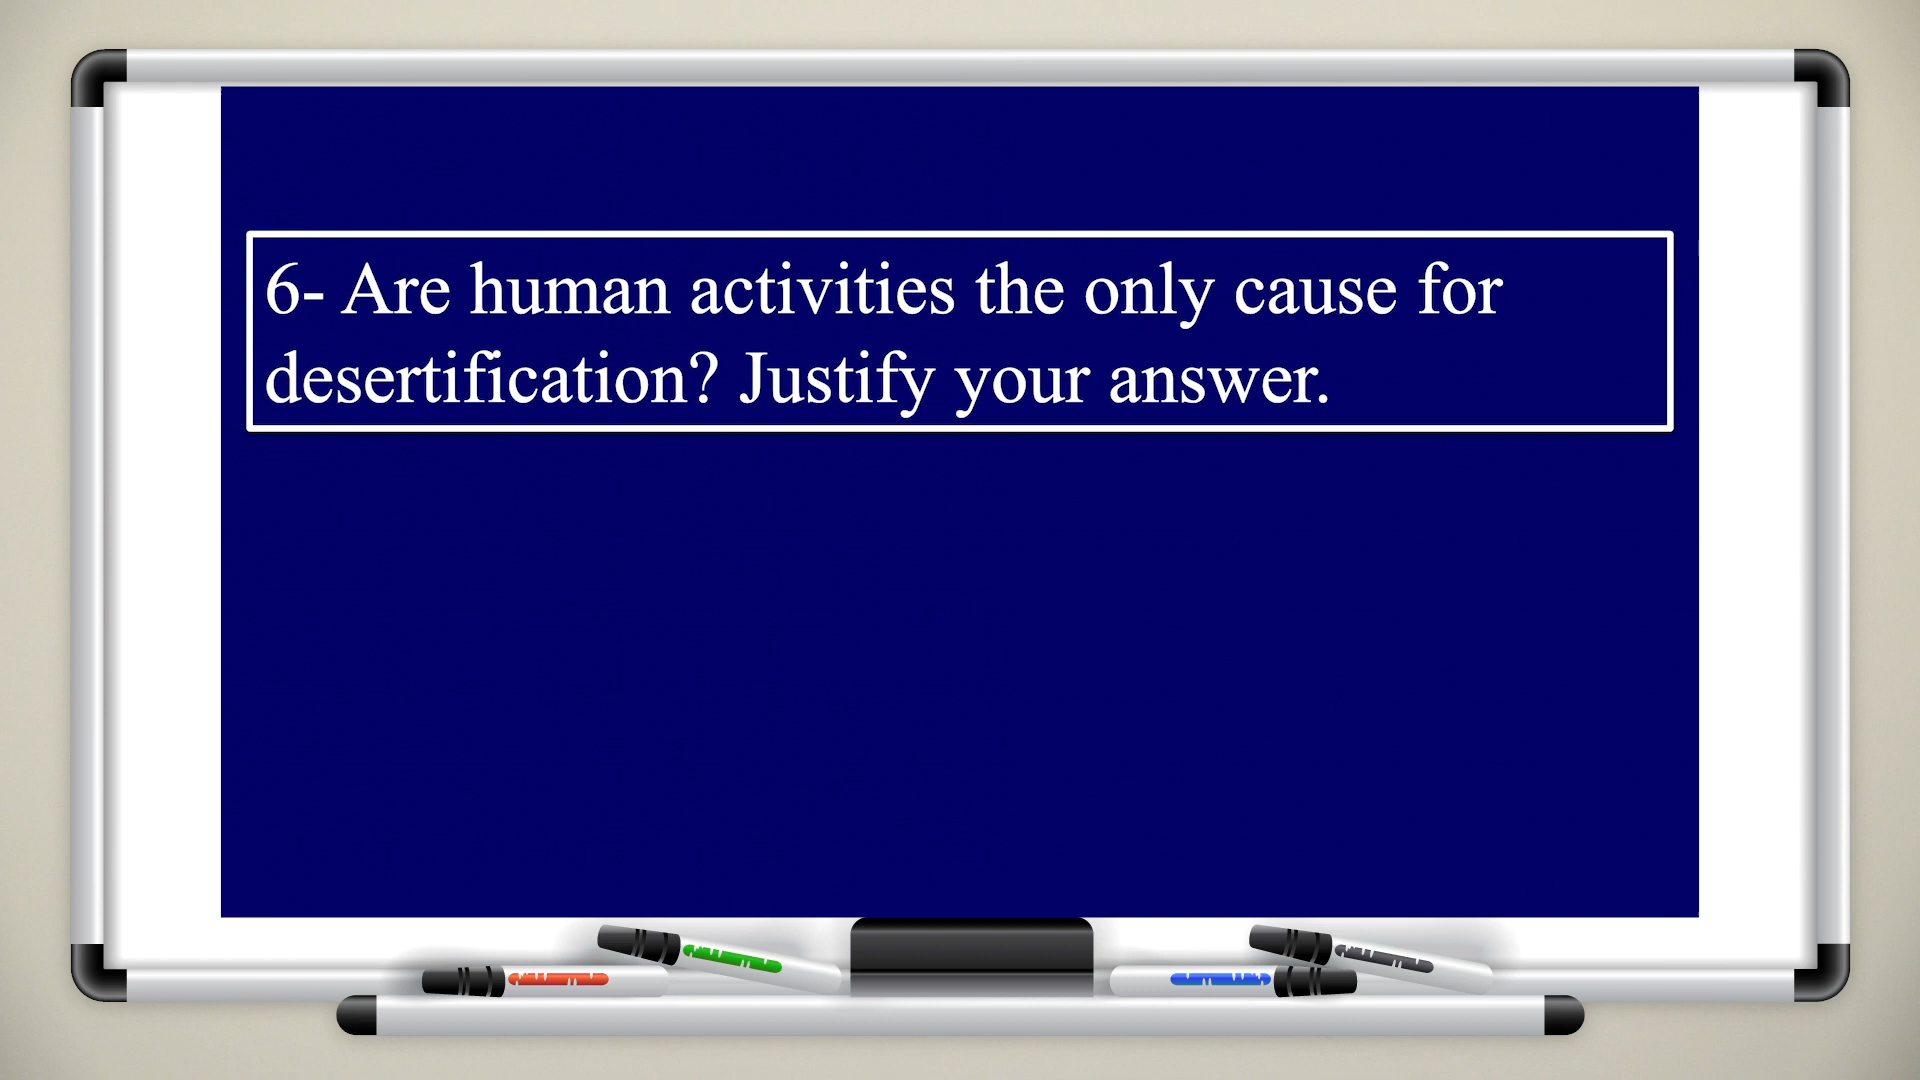 6- Are human activities the only cause for
desertification? Justify your answer.